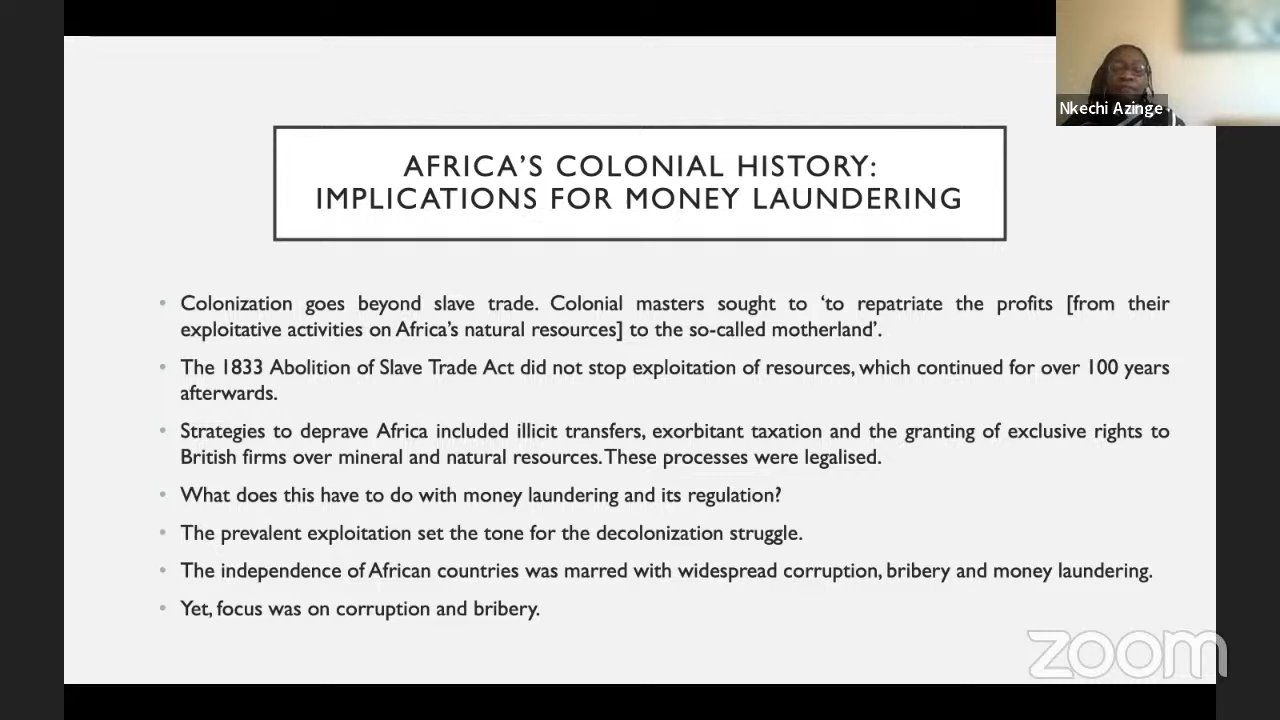 Nkechi Azinge
AFRICA'S COLONIAL HISTORY:
IMPLICATIONS FOR MONEY LAUNDERING
• Colonization goes beyond slave trade. Colonial masters sought to 'to repatriate the profits [from their
exploitative activities on Africa's natural resources] to the so-called motherland'.
• The 1833 Abolition of Slave Trade Act did not stop exploitation of resources, which continued for over 100 years
afterwards.
• Strategies to deprave Africa included illicit transfers, exorbitant taxation and the granting of exclusive rights to
British firms over mineral and natural resources. These processes were legalised.
• What does this have to do with money laundering and its regulation?
• The prevalent exploitation set the tone for the decolonization struggle.
• The independence of African countries was marred with widespread corruption, bribery and money laundering.
• Yet, focus was on corruption and bribery.
zoom